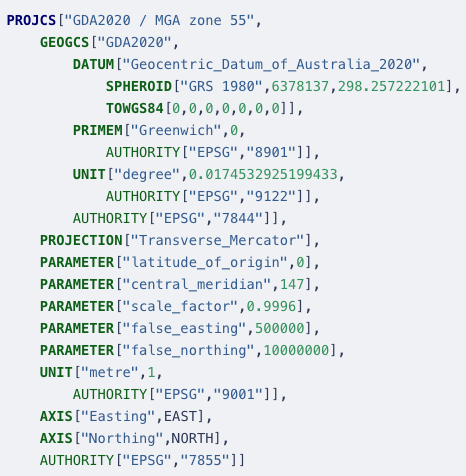 PROJCS["GDA2020 / MGA zone 55",
    GEOGCS["GDA2020",
        DATUM["Geocentric_Datum_of_Australia_2020",
            SPHEROID["GRS 1980",6378137,298.257222101],
            TOWGS84[0,0,0,0,0,0,0]],
        PRIMEM["Greenwich",0,
            AUTHORITY["EPSG","8901"]],
        UNIT["degree",0.0174532925199433,
            AUTHORITY["EPSG","9122"]],
        AUTHORITY["EPSG","7844"]],
    PROJECTION["Transverse_Mercator"],
    PARAMETER["latitude_of_origin",0],
    PARAMETER["central_meridian",147],
    PARAMETER["scale_factor",0.9996],
    PARAMETER["false_easting",500000],
    PARAMETER["false_northing",10000000],
    UNIT["metre",1,
        AUTHORITY["EPSG","9001"]],
    AXIS["Easting",EAST],
    AXIS["Northing",NORTH],
    AUTHORITY["EPSG","7855"]]